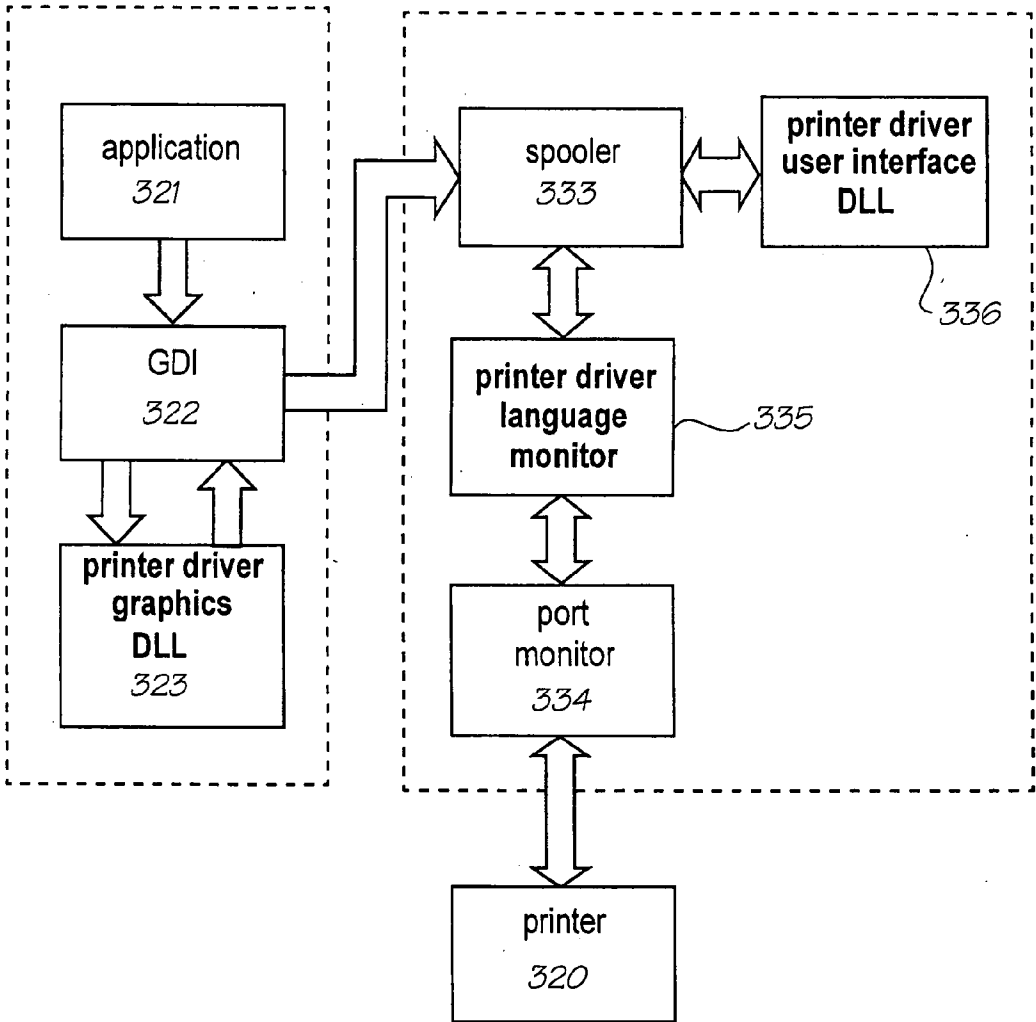 application
321
GDI
322
printer driver
graphics
DLL
323
spooler
333
printer driver
user interface
DLL
336
printer driver
language
monitor
335
port
monitor
334
printer
320